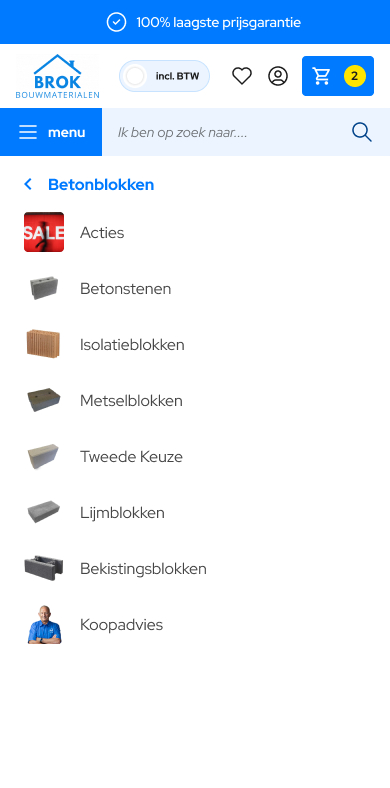 100% laagste prijsgarantie
BROK
BOUWMATERIALEN
incl. BTW
2
menu
Ik ben op zoek naar....
Betonblokken
SALE
Acties
Betonstenen
Isolatieblokken
Metselblokken
Tweede Keuze
Lijmblokken
Bekistingsblokken
Koopadvies